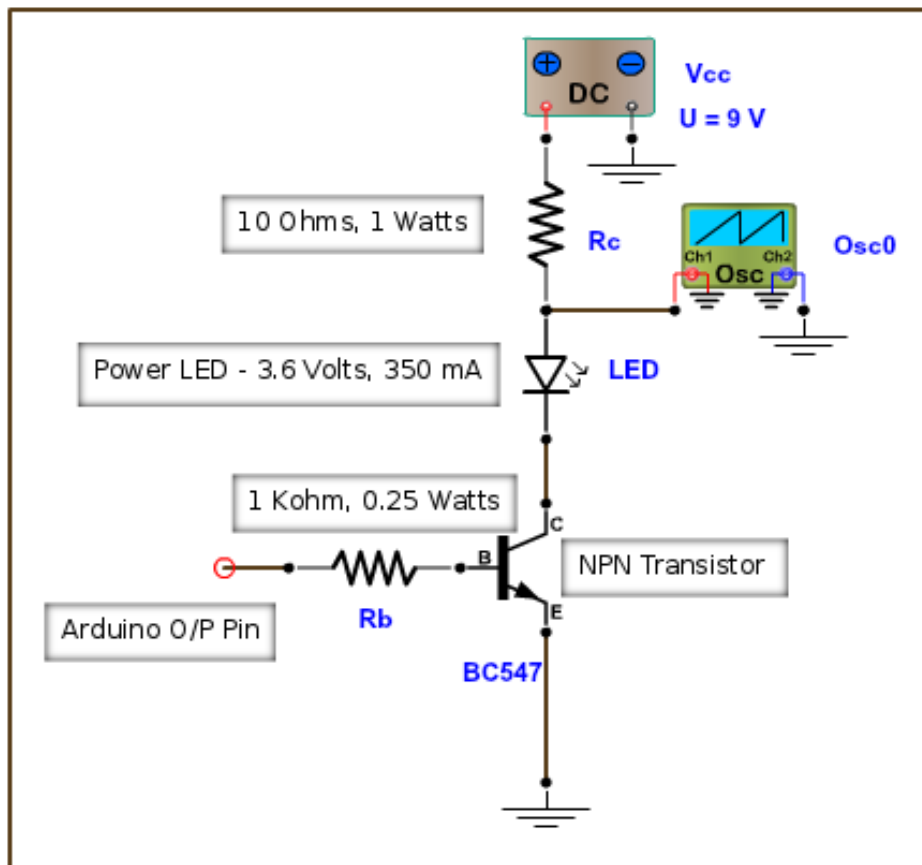 DC
Vcc
U = 9 V
10 Ohms, 1 Watts
Rc
Ch1 Ch2
Osc
Osc0
Power LED - 3.6 Volts, 350 mA
LED
1 Kohm, 0.25 Watts
C
B
NPN Transistor
E
Arduino O/P Pin
Rb
BC547